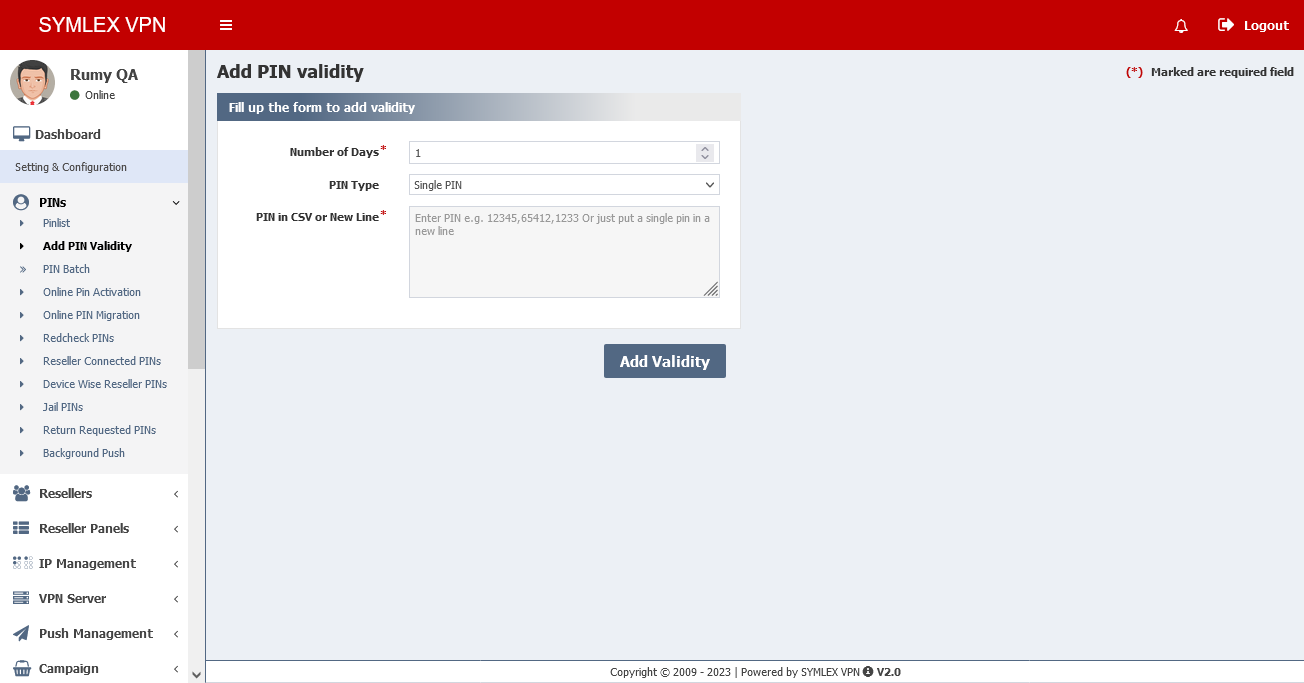 SYMLEX VPN
Logout
Rumy QA
Online
Dashboard
Setting & Configuration
PINs
Pinlist
Add PIN Validity
PIN Batch
Online Pin Activation
Online PIN Migration
Redcheck PINs
Reseller Connected PINs
Device Wise Reseller PINs
Jail PINs
Return Requested PINs
Background Push
Resellers
Reseller Panels
IP Management
VPN Server
Push Management
Campaign
Add PIN validity
(*) Marked are required field
Fill up the form to add validity
Number of Days*
1
PIN Type
Single PIN
PIN in CSV or New Line*
Enter PIN e.g. 12345,65412,1233 Or just put a single pin in a
new line
Add Validity
Copyright © 2009 - 2023 | Powered by SYMLEX VPN V2.0